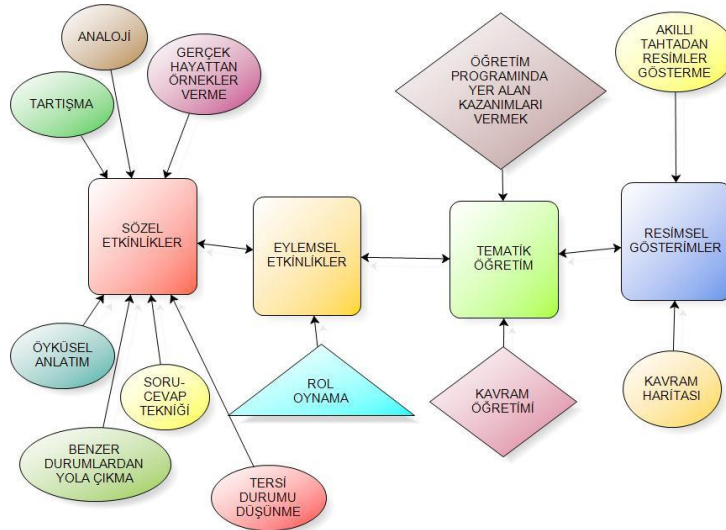 ANALOJİ
GERÇEK
HAYATTAN
ÖRNEKLER
VERME
TARTIŞMA
ÖĞRETİM
PROGRAMINDA
YER ALAN
KAZANIMLARI
VERMEK
AKILLI
TAHTADAN
RESİMLER
GÖSTERME
SÖZEL
ETKİNLİKLER
EYLEMSEL
ETKİNLİKLER
TEMATİK
ÖĞRETİM
RESİMSEL
GÖSTERİMLER
ÖYKÜSEL
ANLATIM
SORU-
CEVAP
TEKNİĞİ
ROL
OYNAMA
KAVRAM
ÖĞRETİMİ
KAVRAM
HARİTASI
BENZER
DURUMLARDAN
YOLA ÇIKMA
TERSİ
DURUMU
DÜŞÜNME